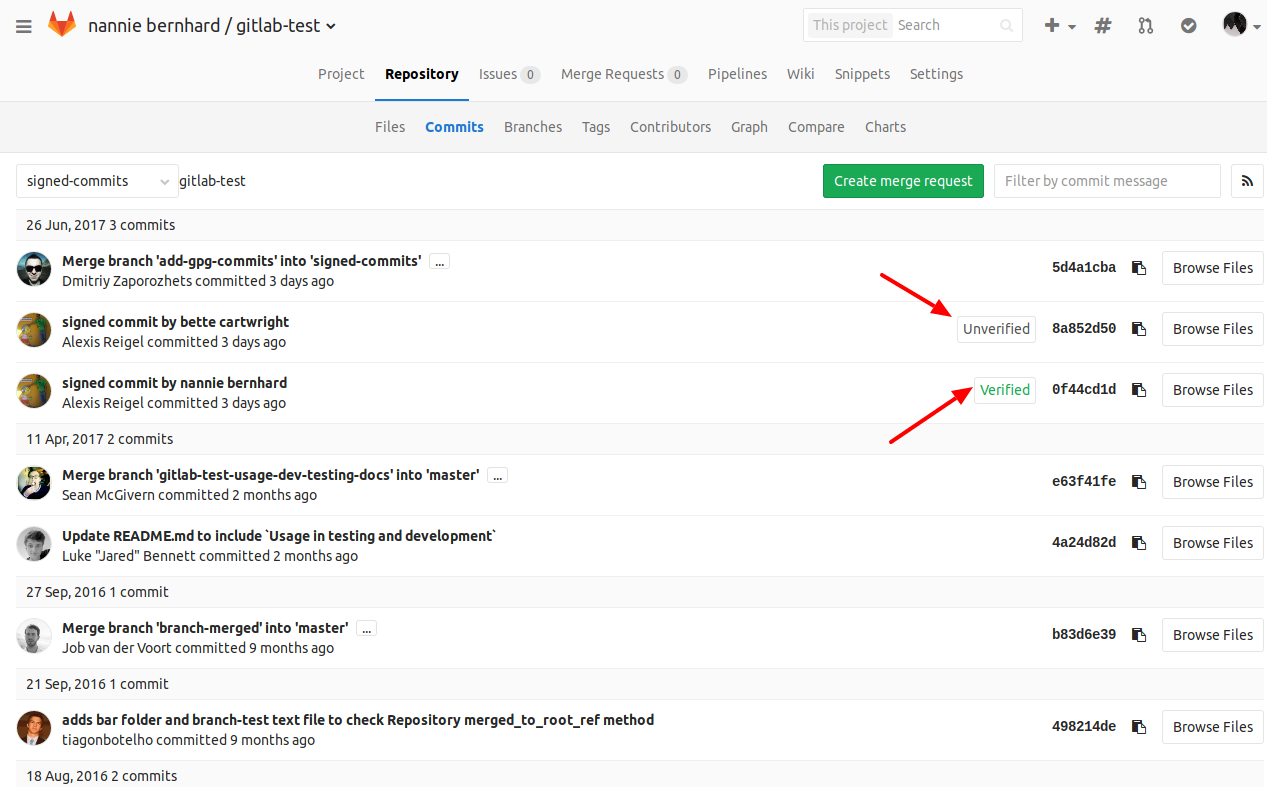 nannie bernhard / gitlab-test
This project Search
Project Repository Issues 0 Merge Requests 0 Pipelines Wiki Snippets Settings
Files Commits Branches Tags Contributors Graph Compare Charts
signed-commits gitlab-test Create merge request Filter by commit message
26 Jun, 2017 3 commits
Merge branch 'add-gpg-commits' into 'signed-commits' ...
Dmitriy Zaporozhets committed 3 days ago
5d4a1cba Browse Files
signed commit by bette cartwright
Alexis Reigel committed 3 days ago
Unverified 8a852d50 Browse Files
signed commit by nannie bernhard
Alexis Reigel committed 3 days ago
Verified 0f44cd1d Browse Files
11 Apr, 2017 2 commits
Merge branch 'gitlab-test-usage-dev-testing-docs' into 'master' ...
Sean McGivern committed 2 months ago
e63f41fe Browse Files
Update README.md to include `Usage in testing and development`
Luke "Jared" Bennett committed 2 months ago
4a24d82d Browse Files
27 Sep, 2016 1 commit
Merge branch 'branch-merged' into 'master' ...
Job van der Voort committed 9 months ago
b83d6e39 Browse Files
21 Sep, 2016 1 commit
adds bar folder and branch-test text file to check Repository merged_to_root_ref method
tiagonbotelho committed 9 months ago
498214de Browse Files
18 Aug, 2016 2 commits